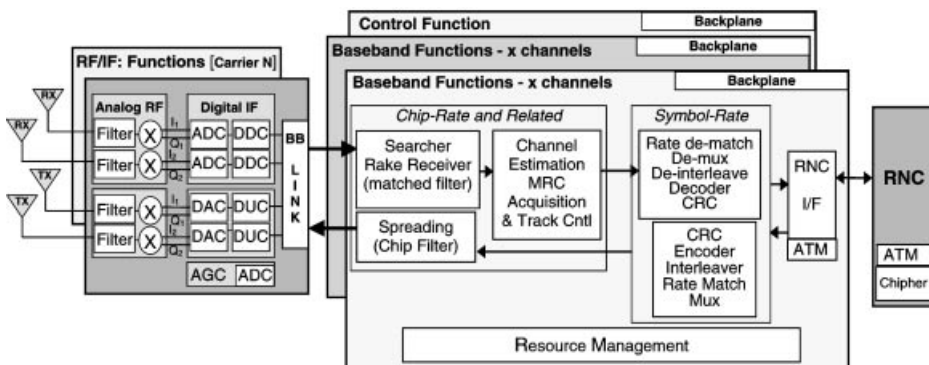 Control Function
Backplane
Baseband Functions - x channels
Backplane
Baseband Functions - x channels
Backplane
RF/IF: Functions [Carrier N]
Analog RF
Digital IF
RX
RX
TX
TX
Filter
X
I₁
Q₁
ADC
DDC
Filter
X
I₂
Q₂
ADC
DDC
Filter
X
I₁
Q₁
DAC
DUC
Filter
X
I₂
Q₂
DAC
DUC
AGC
ADC
BB
LINK
Chip-Rate and Related
Searcher
Rake Receiver
(matched filter)
Channel
Estimation
MRC
Acquisition
& Track Cntl
Spreading
(Chip Filter)
Symbol-Rate
Rate de-match
De-mux
De-interleave
Decoder
CRC
CRC
Encoder
Interleaver
Rate Match
Mux
RNC
I/F
ATM
RNC
ATM
Chipher
Resource Management